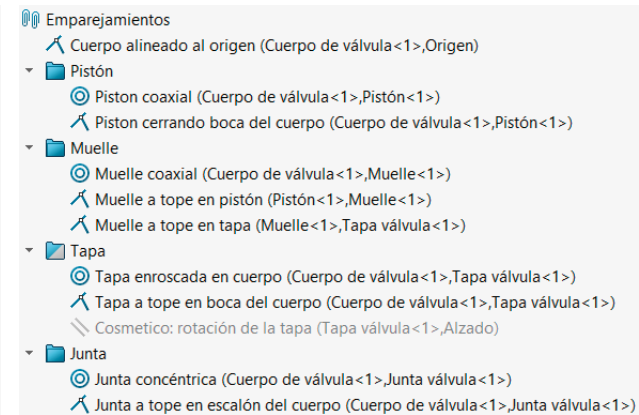 Emparejamientos
Cuerpo alineado al origen (Cuerpo de válvula<1>,Origen)
Pistón
Piston coaxial (Cuerpo de válvula<1>,Pistón<1>)
Piston cerrando boca del cuerpo (Cuerpo de válvula<1>,Pistón<1>)
Muelle
Muelle coaxial (Cuerpo de válvula<1>,Muelle<1>)
Muelle a tope en pistón (Pistón<1>,Muelle<1>)
Muelle a tope en tapa (Muelle<1>,Tapa válvula<1>)
Tapa
Tapa enroscada en cuerpo (Cuerpo de válvula<1>,Tapa válvula<1>)
Tapa a tope en boca del cuerpo (Cuerpo de válvula<1>,Tapa válvula<1>)
Cosmetico: rotación de la tapa (Tapa válvula<1>,Alzado)
Junta
Junta concéntrica (Cuerpo de válvula<1>,Junta válvula<1>)
Junta a tope en escalón del cuerpo (Cuerpo de válvula<1>,Junta válvula<1>)